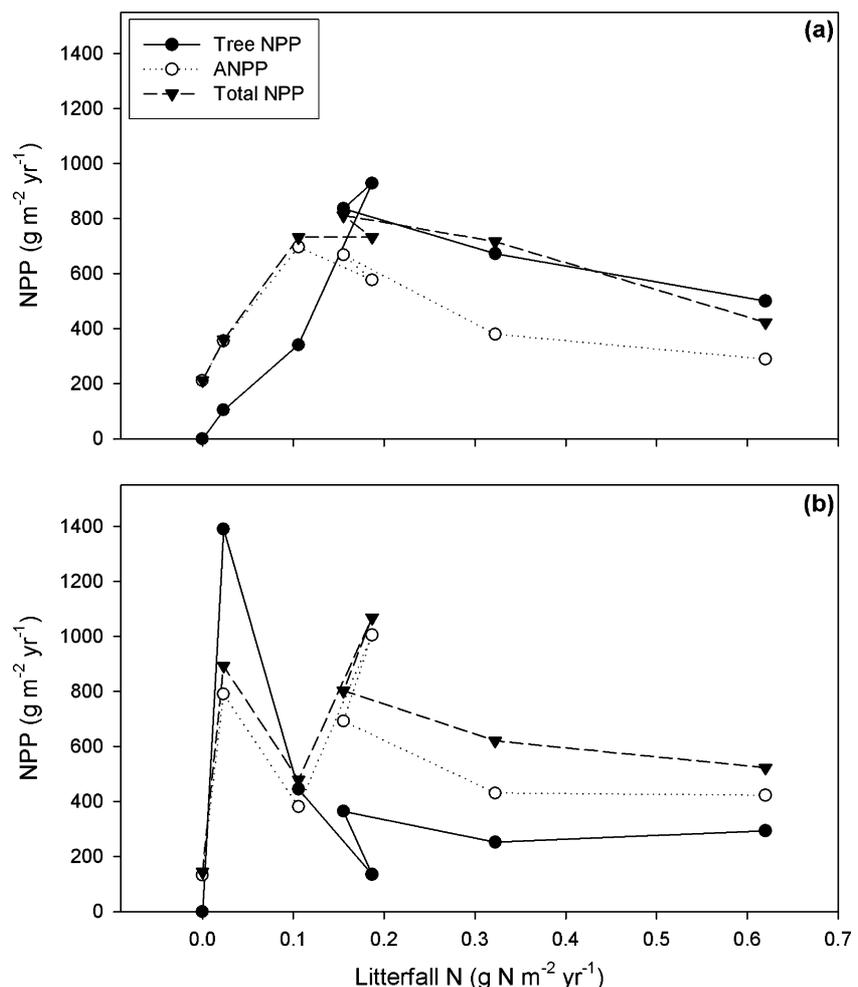 (a)
Tree NPP
ANPP
Total NPP
1400
1200
1000
800
600
400
200
0
NPP (g m⁻² yr⁻¹)
(b)
1400
1200
1000
800
600
400
200
0
NPP (g m⁻² yr⁻¹)
0.0 0.1 0.2 0.3 0.4 0.5 0.6 0.7
Litterfall N (g N m⁻² yr⁻¹)